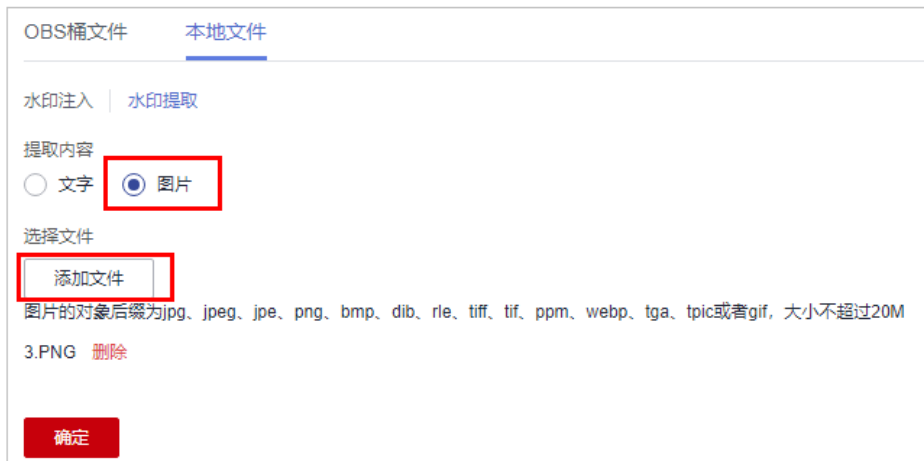 OBS桶文件 本地文件
水印注入 水印提取
提取内容
文字 图片
选择文件
添加文件
图片的对象后缀为jpg、jpeg、jpe、png、bmp、dib、rle、tiff、tif、ppm、webp、tga、tpic或者gif, 大小不超过20M
3.PNG 删除
确定